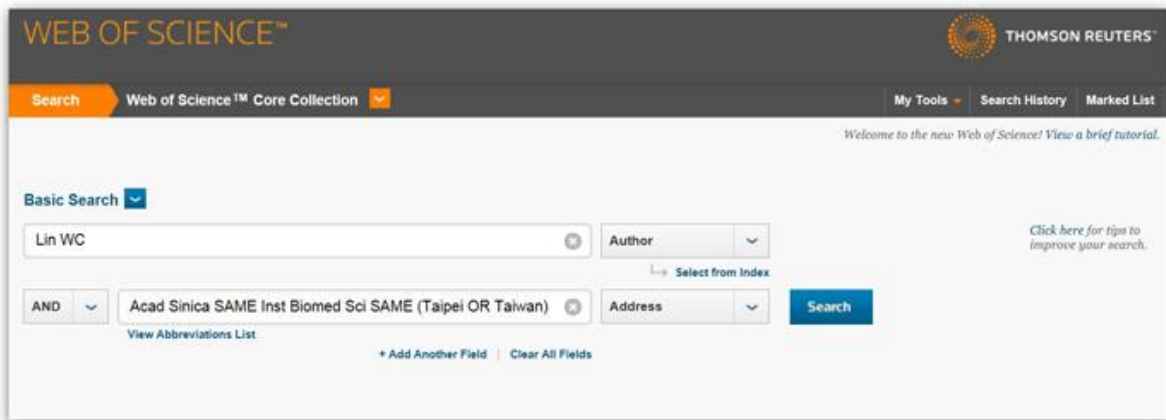 WEB OF SCIENCE™
THOMSON REUTERS™
Search Web of Science™ Core Collection My Tools Search History Marked List
Welcome to the new Web of Science! View a brief tutorial.
Basic Search
Lin WC Author
Click here for tips to
improve your search.
Select from Index
AND Acad Sinica SAME Inst Biomed Sci SAME (Taipei OR Taiwan) Address Search
View Abbreviations List
+ Add Another Field | Clear All Fields